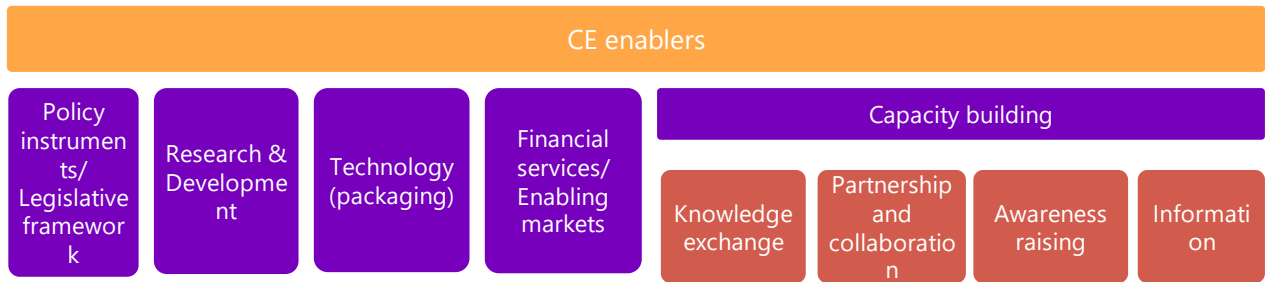 CE enablers
Policy
instrumen
ts/
Legislative
framewor
k
Research &
Developme
nt
Technology
(packaging)
Financial
services/
Enabling
markets
Capacity building
Knowledge
exchange
Partnership
and
collaboratio
n
Awareness
raising
Informati
on